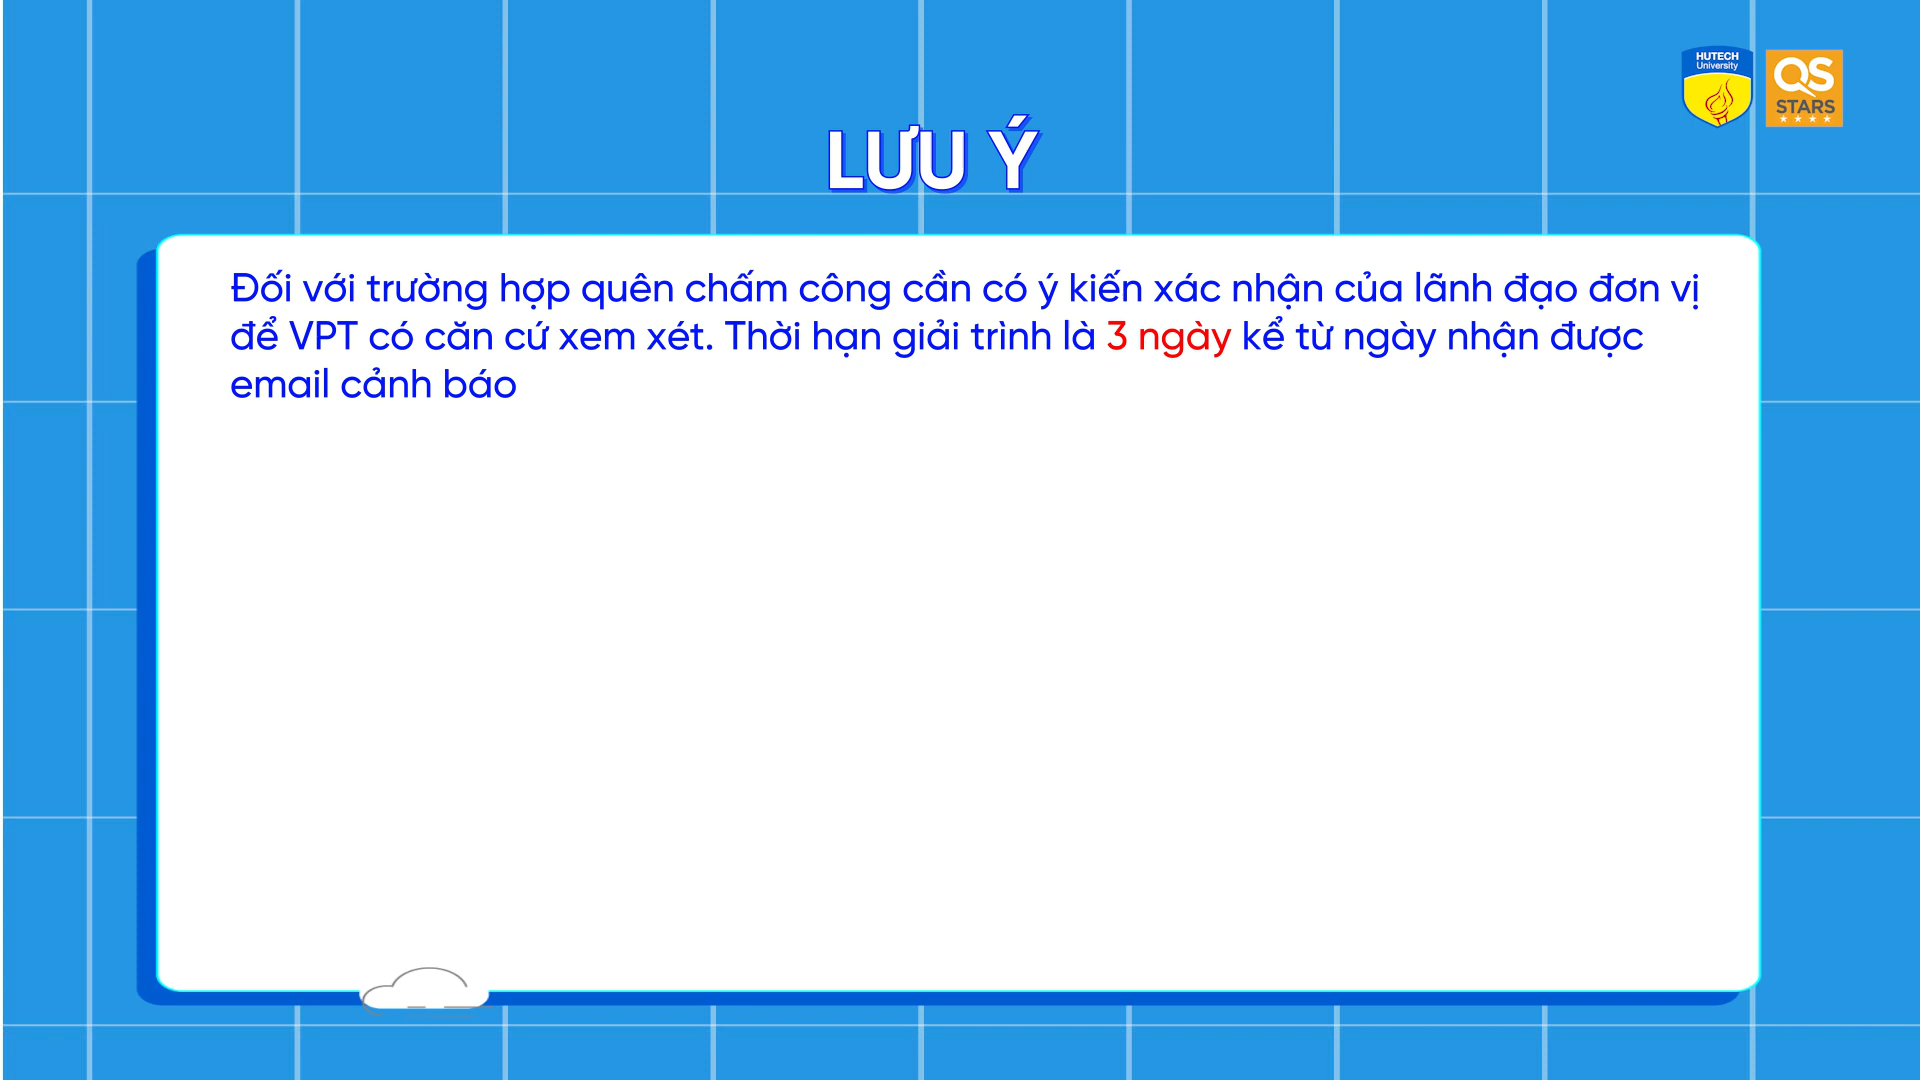 HUTECH
University
QS
STARS
LƯU Ý
Đối với trường hợp quên chấm công cần có ý kiến xác nhận của lãnh đạo đơn vị
để VPT có căn cứ xem xét. Thời hạn giải trình là 3 ngày kể từ ngày nhận được
email cảnh báo